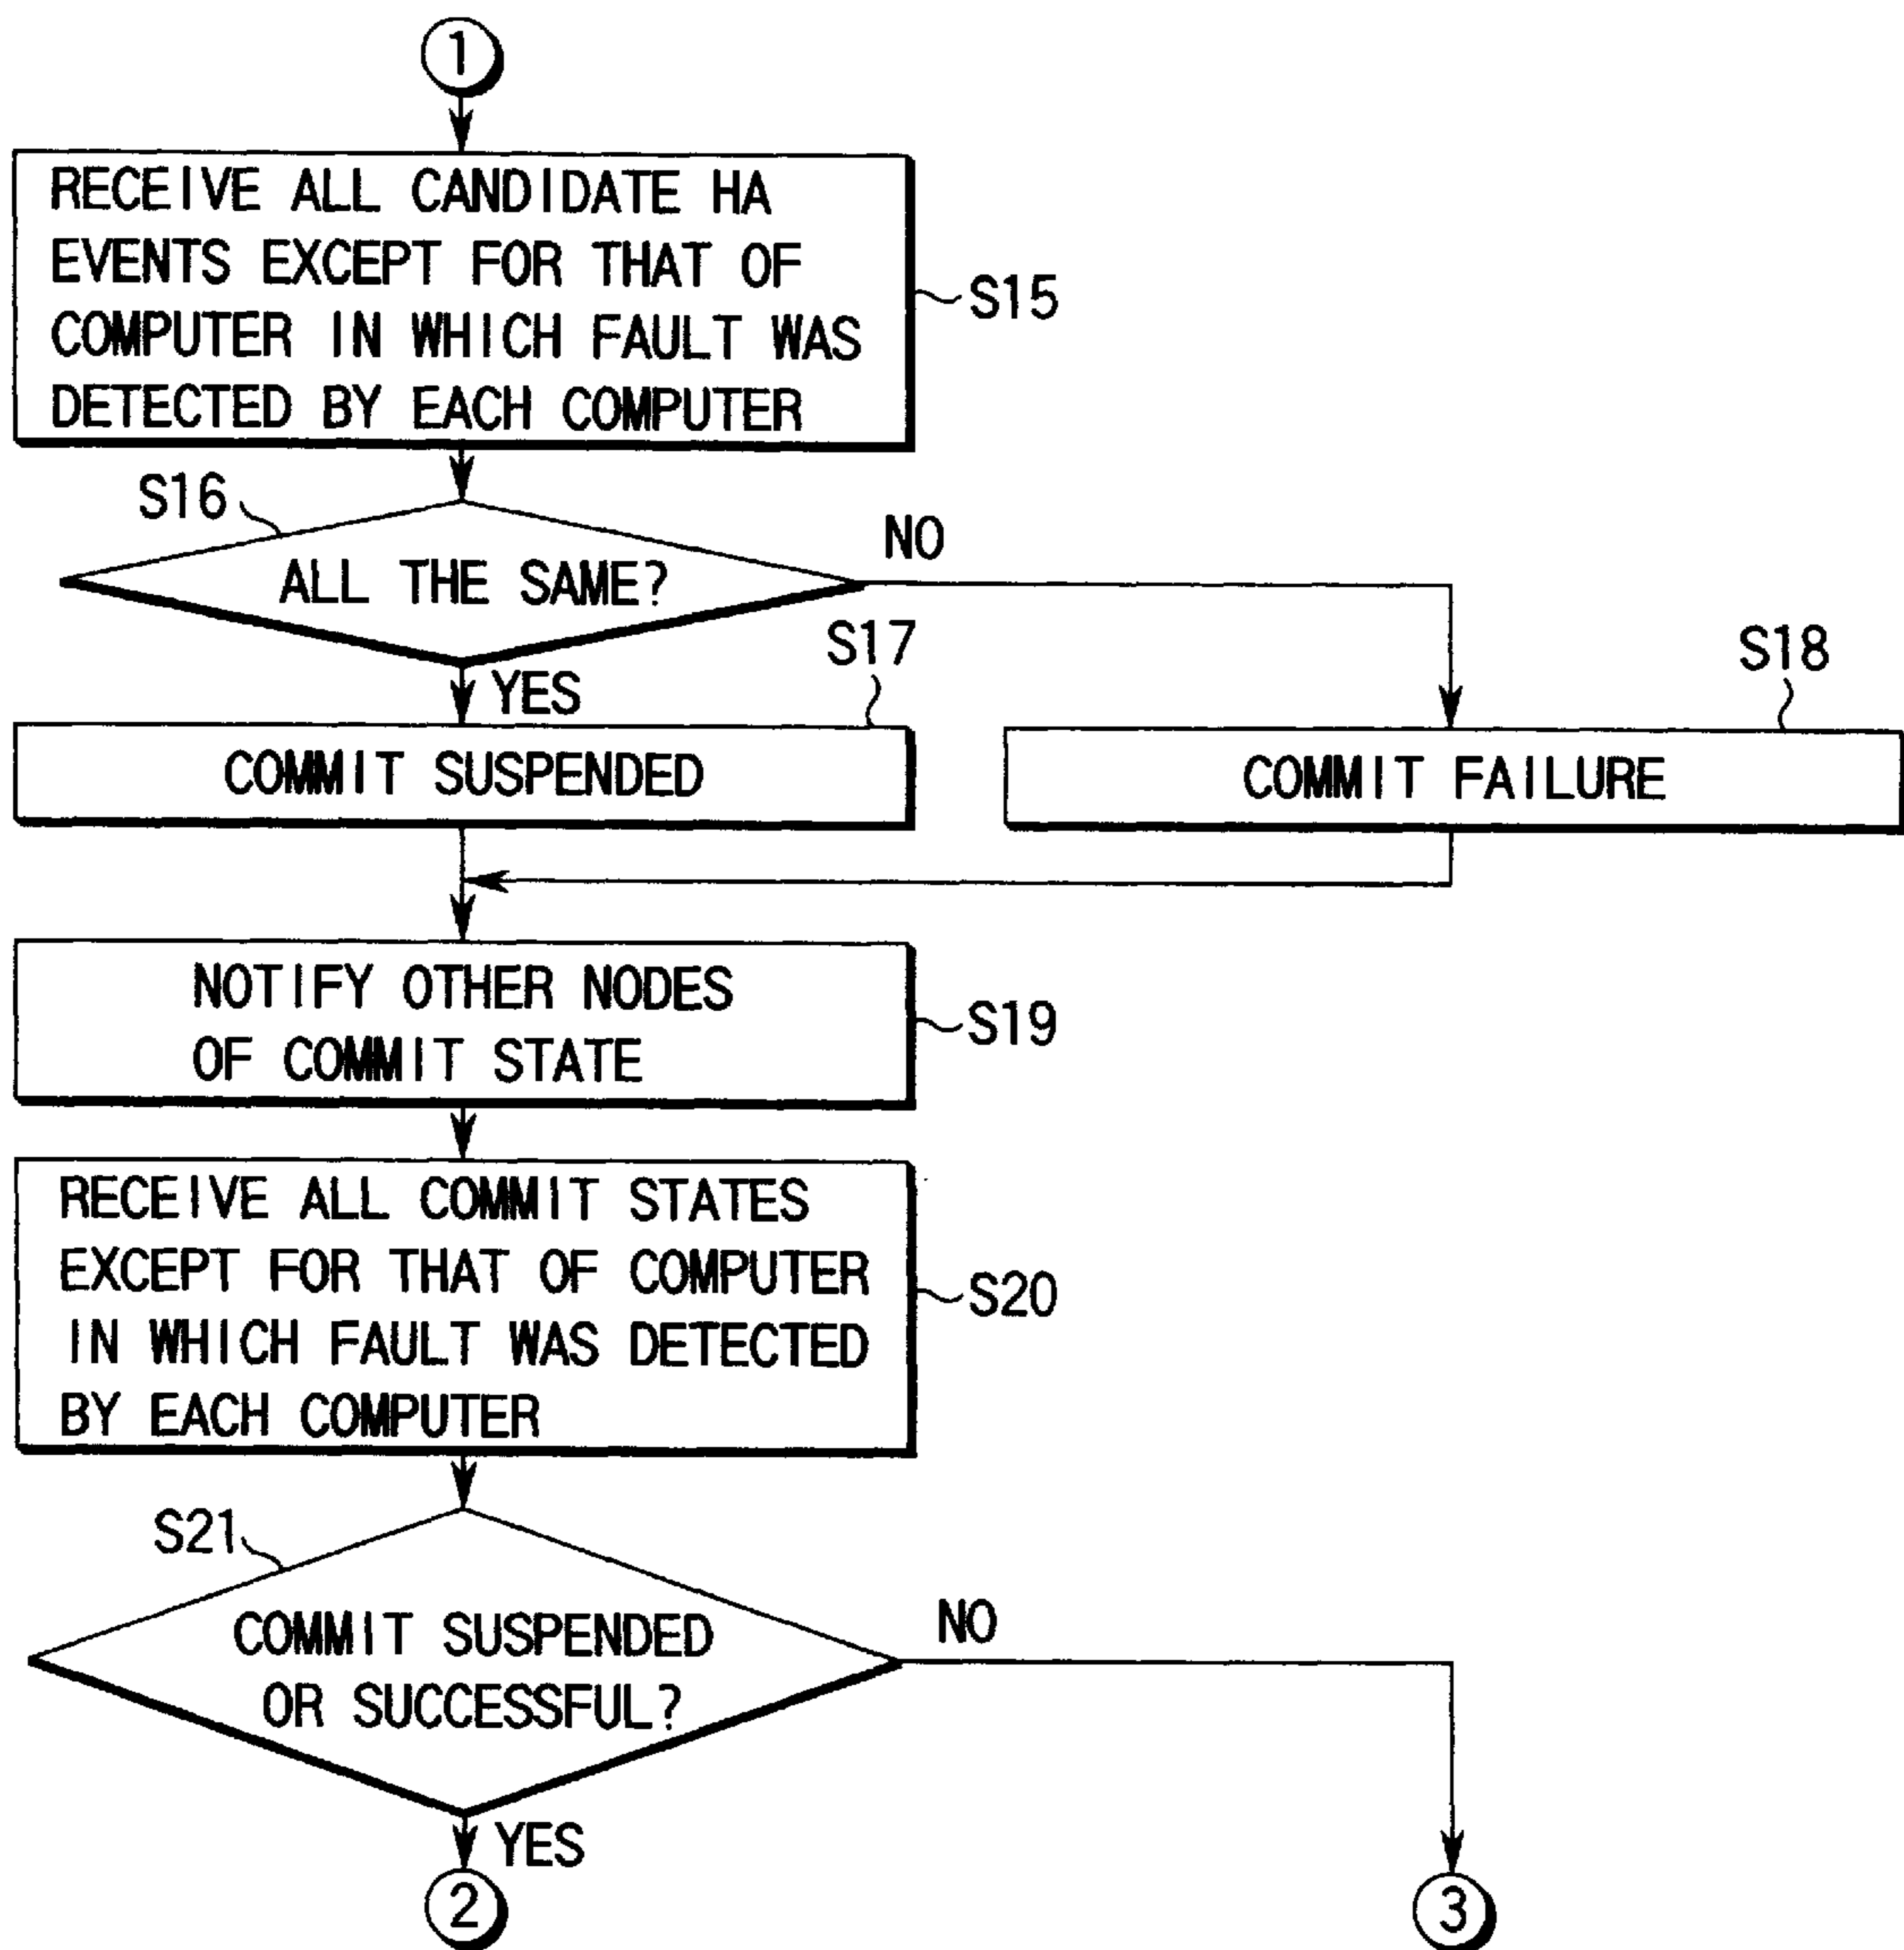 1
RECEIVE ALL CANDIDATE HA
EVENTS EXCEPT FOR THAT OF
COMPUTER IN WHICH FAULT WAS
DETECTED BY EACH COMPUTER
S15
S16
ALL THE SAME?
NO
YES
S17
COMMIT SUSPENDED
S18
COMMIT FAILURE
NOTIFY OTHER NODES
OF COMMIT STATE
S19
RECEIVE ALL COMMIT STATES
EXCEPT FOR THAT OF COMPUTER
IN WHICH FAULT WAS DETECTED
BY EACH COMPUTER
S20
S21
COMMIT SUSPENDED
OR SUCCESSFUL?
NO
YES
2
3